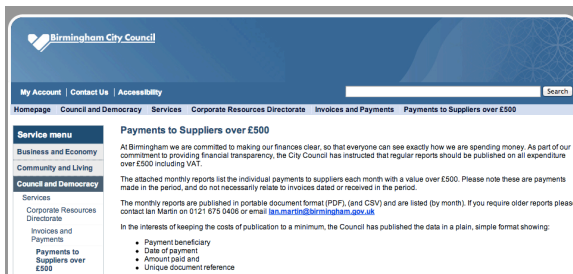 Birmingham City Council
My Account | Contact Us | Accessibility
Search
Homepage Council and Democracy Services Corporate Resources Directorate Invoices and Payments Payments to Suppliers over £500
Service menu
Business and Economy
Community and Living
Council and Democracy
Services
Corporate Resources
Directorate
Invoices and
Payments
Payments to
Suppliers over
£500
Payments to Suppliers over £500
At Birmingham we are committed to making our finances clear, so that everyone can see exactly how we are spending money. As part of our
commitment to providing financial transparency, the City Council has instructed that regular reports should be published on all expenditure
over £500 including VAT.
The attached monthly reports list the individual payments to suppliers each month with a value over £500. Please note these are payments
made in the period, and do not necessarily relate to invoices dated or received in the period.
The monthly reports are published in portable document format (PDF), (and CSV) and are listed (by month). If you require older reports pleas
contact Ian Martin on 0121 675 0406 or email ian.martin@birmingham.gov.uk
In the interests of keeping the costs of publication to a minimum, the Council has published the data in a plain, simple format showing:
• Payment beneficiary
• Date of payment
• Amount paid and
• Unique document reference